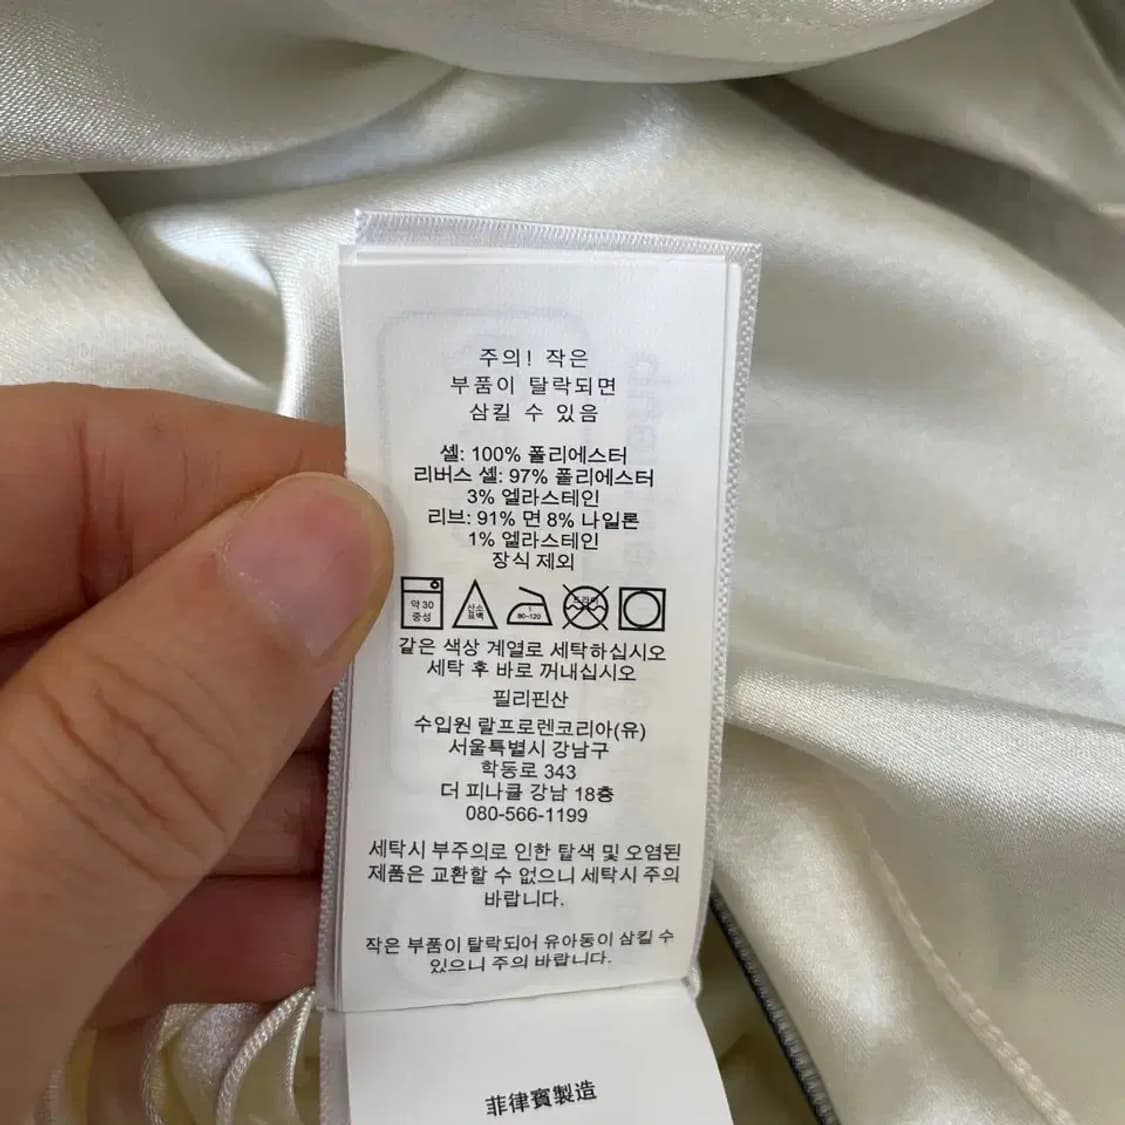 주의! 작은
부품이 탈락되면
삼킬 수 있음
셸: 100% 폴리에스터
리버스 셸: 97% 폴리에스터
3% 엘라스테인
리브: 91% 면 8% 나일론
1% 엘라스테인
장식 제외
약 30
중성
산소
표백
1
80~120
드라이
같은 색상 계열로 세탁하십시오
세탁 후 바로 꺼내십시오
필리핀산
수입원 랄프로렌코리아(유)
서울특별시 강남구
학동로 343
더 피나클 강남 18층
080-566-1199
세탁시 부주의로 인한 탈색 및 오염된
제품은 교환할 수 없으니 세탁시 주의
바랍니다.
작은 부품이 탈락되어 유아동이 삼킬 수
있으니 주의 바랍니다.
菲律賓製造